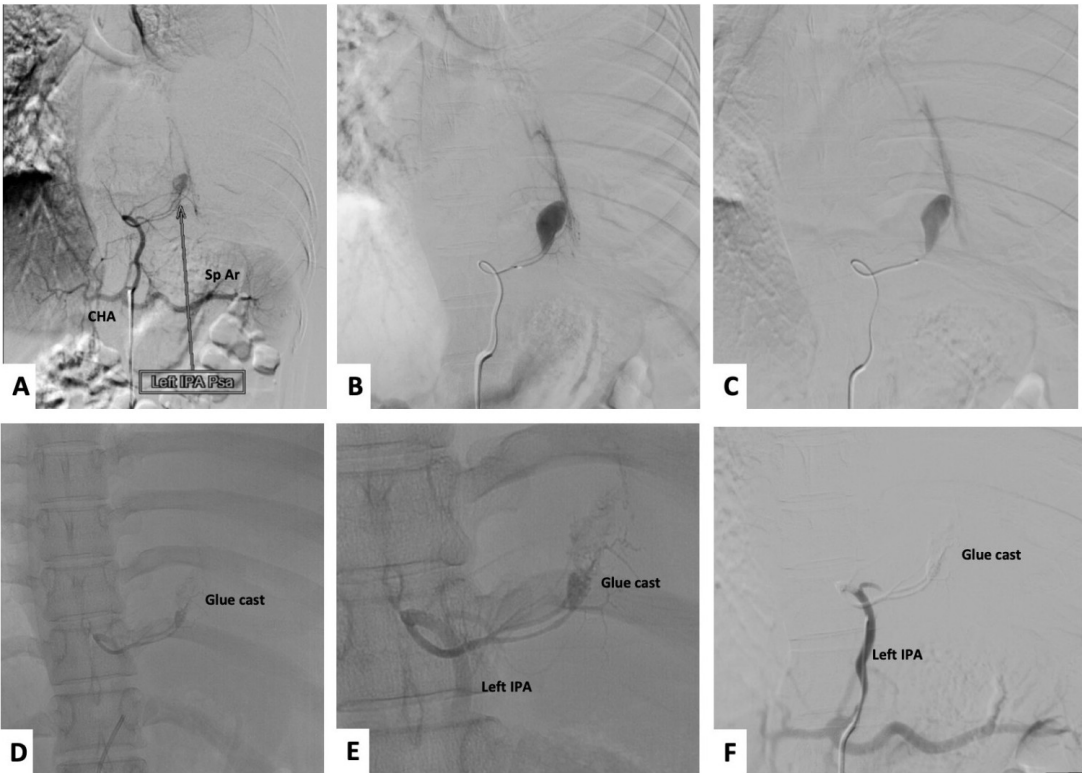 Sp Ar
CHA
Left IPA Psa
A
B
C
Glue cast
D
Glue cast
Left IPA
E
Glue cast
Left IPA
F